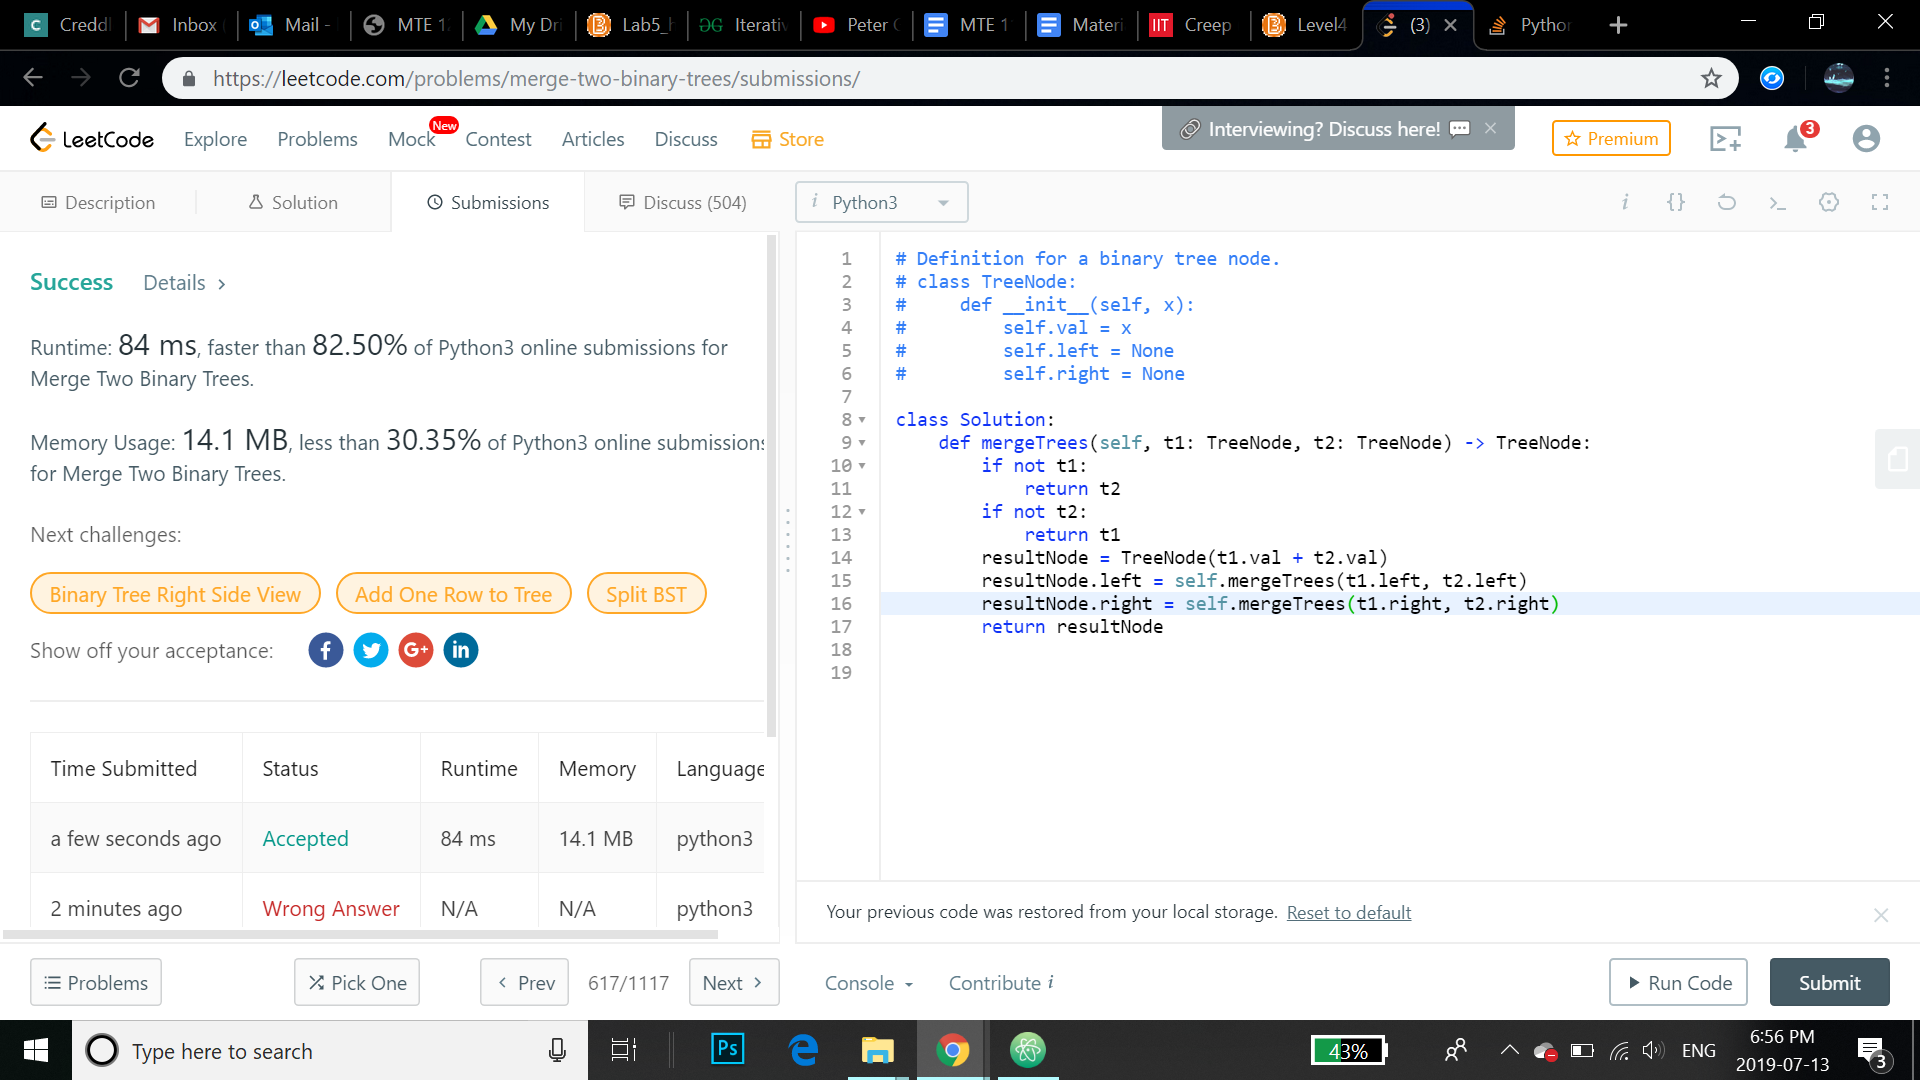 Creddl
Inbox
Mail -
MTE 1
My Dri
Lab5_h
Iterativ
Peter
MTE 1
Materi
IIT Creep
Level4
(3)
Python
https://leetcode.com/problems/merge-two-binary-trees/submissions/
LeetCode
Explore
Problems
Mock
New
Contest
Articles
Discuss
Store
Interviewing? Discuss here!
Premium
3
Description
Solution
Submissions
Discuss (504)
i Python3
Success
Details >
Runtime: 84 ms, faster than 82.50% of Python3 online submissions for
Merge Two Binary Trees.
Memory Usage: 14.1 MB, less than 30.35% of Python3 online submissions
for Merge Two Binary Trees.
Next challenges:
Binary Tree Right Side View
Add One Row to Tree
Split BST
Show off your acceptance:
Time Submitted Status Runtime Memory Language
a few seconds ago Accepted 84 ms 14.1 MB python3
2 minutes ago Wrong Answer N/A N/A python3
1 # Definition for a binary tree node.
2 # class TreeNode:
3 #     def __init__(self, x):
4 #         self.val = x
5 #         self.left = None
6 #         self.right = None
7
8 class Solution:
9     def mergeTrees(self, t1: TreeNode, t2: TreeNode) -> TreeNode:
10         if not t1:
11             return t2
12         if not t2:
13             return t1
14         resultNode = TreeNode(t1.val + t2.val)
15         resultNode.left = self.mergeTrees(t1.left, t2.left)
16         resultNode.right = self.mergeTrees(t1.right, t2.right)
17         return resultNode
18
19
Your previous code was restored from your local storage. Reset to default
Problems
Pick One
< Prev
617/1117
Next >
Console
Contribute i
Run Code
Submit
Type here to search
Ps
43%
ENG
6:56 PM
2019-07-13
3